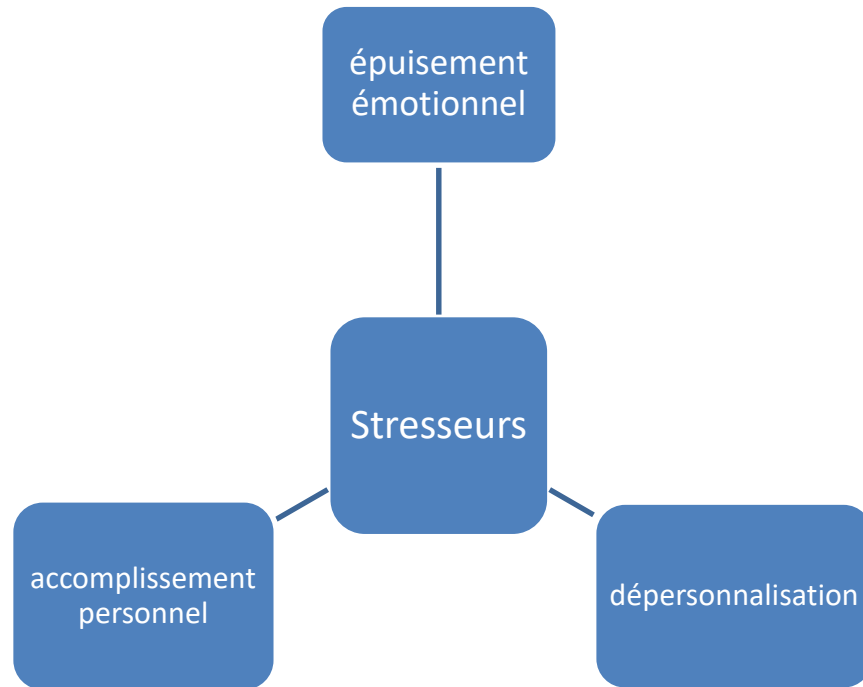 épuisement
émotionnel
Stresseurs
accomplissement
personnel
dépersonnalisation